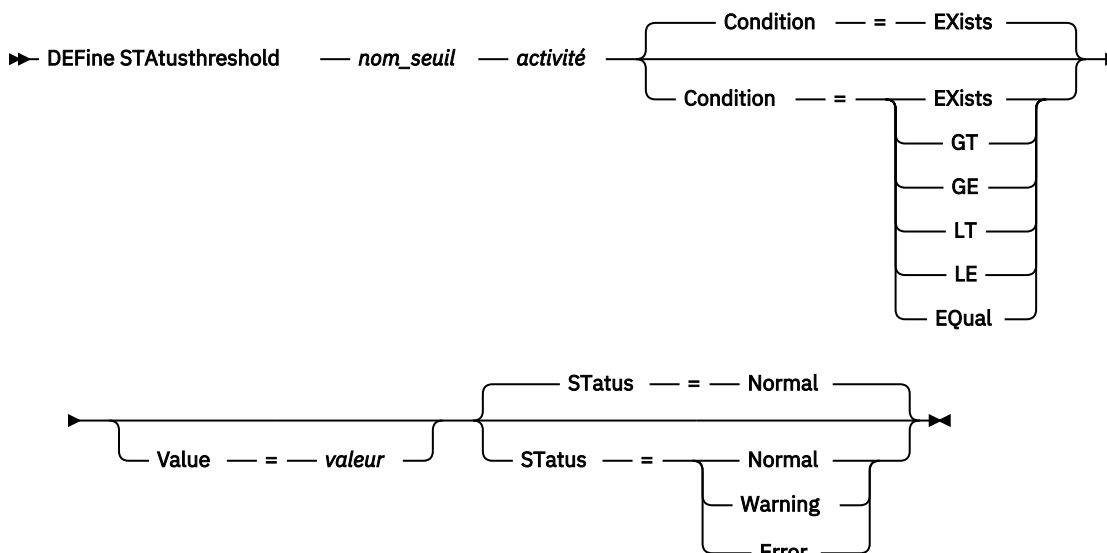 Condition = EXists
DEFine STAtusthreshold nom_seuil activité
Condition = EXists
GT
GE
LT
LE
EQual
STatus = Normal
Value = valeur
STatus = Normal
Warning
Error